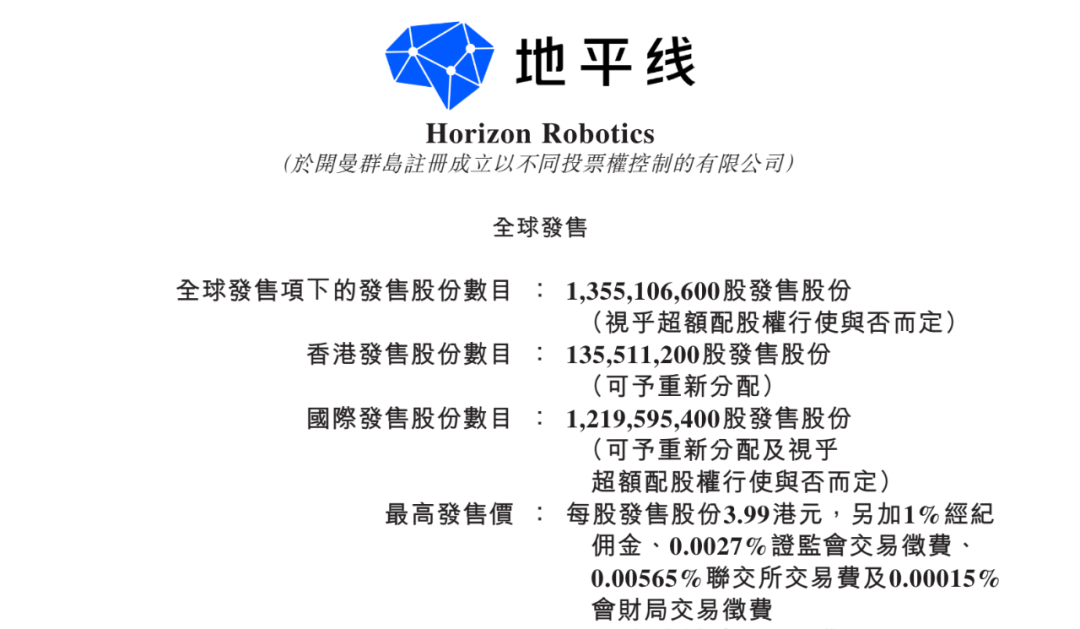 地平线
Horizon Robotics
（於開曼群島註冊成立以不同投票權控制的有限公司）
全球發售
全球發售項下的發售股份數目 ： 1,355,106,600股發售股份
（視乎超額配股權行使與否而定）
香港發售股份數目 ： 135,511,200股發售股份
（可予重新分配）
國際發售股份數目 ： 1,219,595,400股發售股份
（可予重新分配及視乎
超額配股權行使與否而定）
最高發售價 ： 每股發售股份3.99港元，另加1%經紀
佣金、0.0027%證監會交易徵費、
0.00565%聯交所交易費及0.00015%
會財局交易徵費